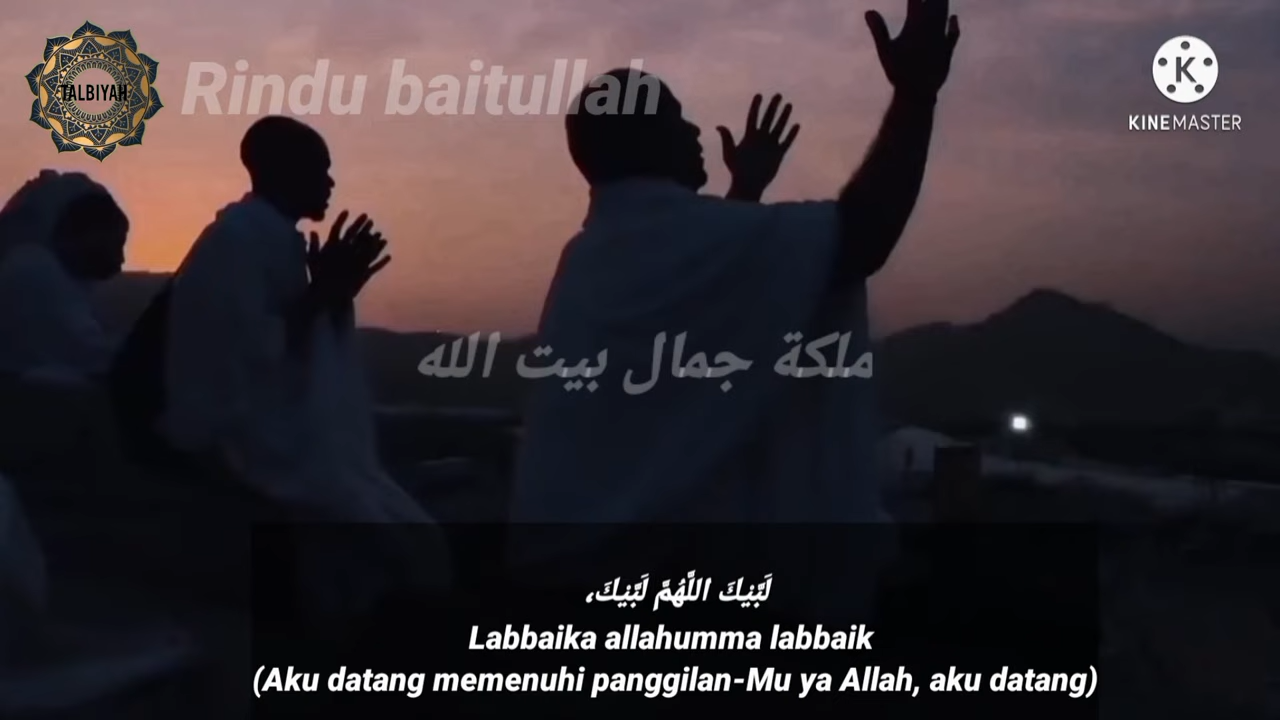 TALBIYAH
Rindu baitullah
K
KINEMASTER
ملكة جمال بيت الله
لَبَّيكَ اللَّهُمَّ لَبَّيكَ،
Labbaika allahumma labbaik
(Aku datang memenuhi panggilan-Mu ya Allah, aku datang)